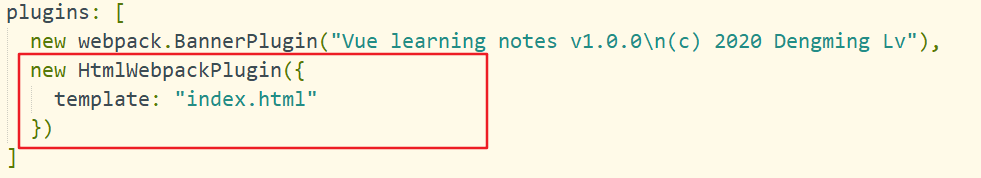 plugins: [
  new webpack.BannerPlugin("Vue learning notes v1.0.0\n(c) 2020 Dengming Lv"),
  new HtmlWebpackPlugin({
    template: "index.html"
  })
]